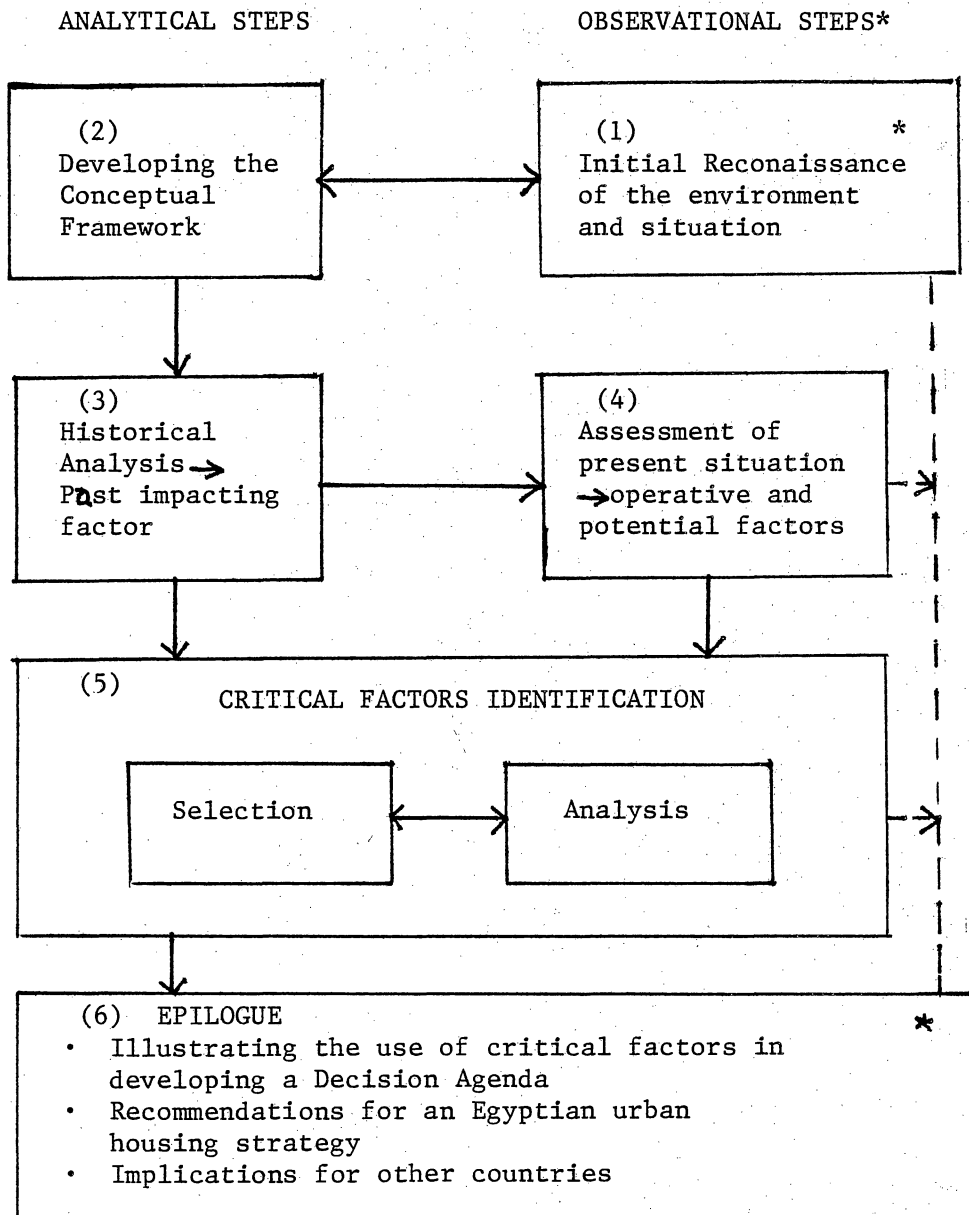 ANALYTICAL STEPS
OBSERVATIONAL STEPS*
(2)
Developing the
Conceptual
Framework
(1) *
Initial Reconaissance
of the environment
and situation
(3)
Historical
Analysis →
Past impacting
factor
(4)
Assessment of
present situation
→operative and
potential factors
(5)
CRITICAL FACTORS IDENTIFICATION
Selection
Analysis
(6) EPILOGUE *
· Illustrating the use of critical factors in
developing a Decision Agenda
· Recommendations for an Egyptian urban
housing strategy
· Implications for other countries